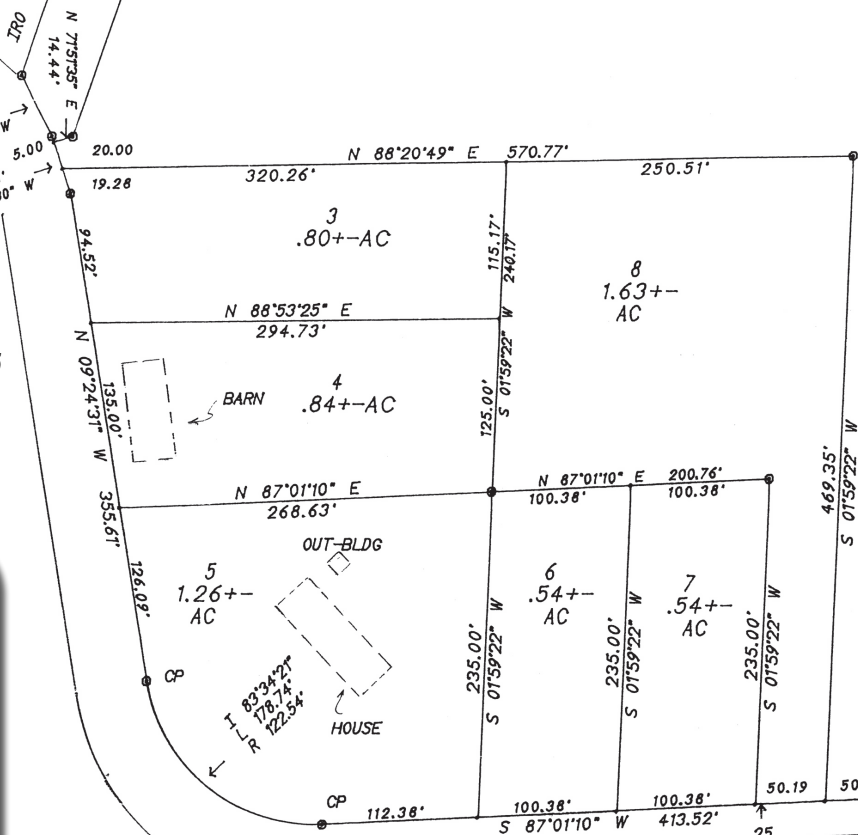 IRO
N 71°51'35" E
14.44'
W
5.00
20.00
N 88°20'49" E 570.77'
0" W
19.28
320.26'
250.51'
94.52'
3
.80+-AC
115.17'
240.17'
8
1.63+-
AC
N 88°53'25" E
294.73'
S 01°59'22" W
N 09°24'31" W
135.00'
BARN
4
.84+-AC
125.00'
N 87°01'10" E
268.63'
N 87°01'10" E 200.76'
100.38'
100.38'
469.35'
S 01°59'22" W
355.61'
126.09'
OUT-BLDG
5
1.26+-
AC
6
.54+-
AC
7
.54+-
AC
235.00'
S 01°59'22" W
235.00'
S 01°59'22" W
235.00'
S 01°59'22" W
CP
I 83°34'21"
L 178.74'
R 122.54'
HOUSE
CP
112.38'
100.38'
100.38'
50.19
50
S 87°01'10" W 413.52'
25